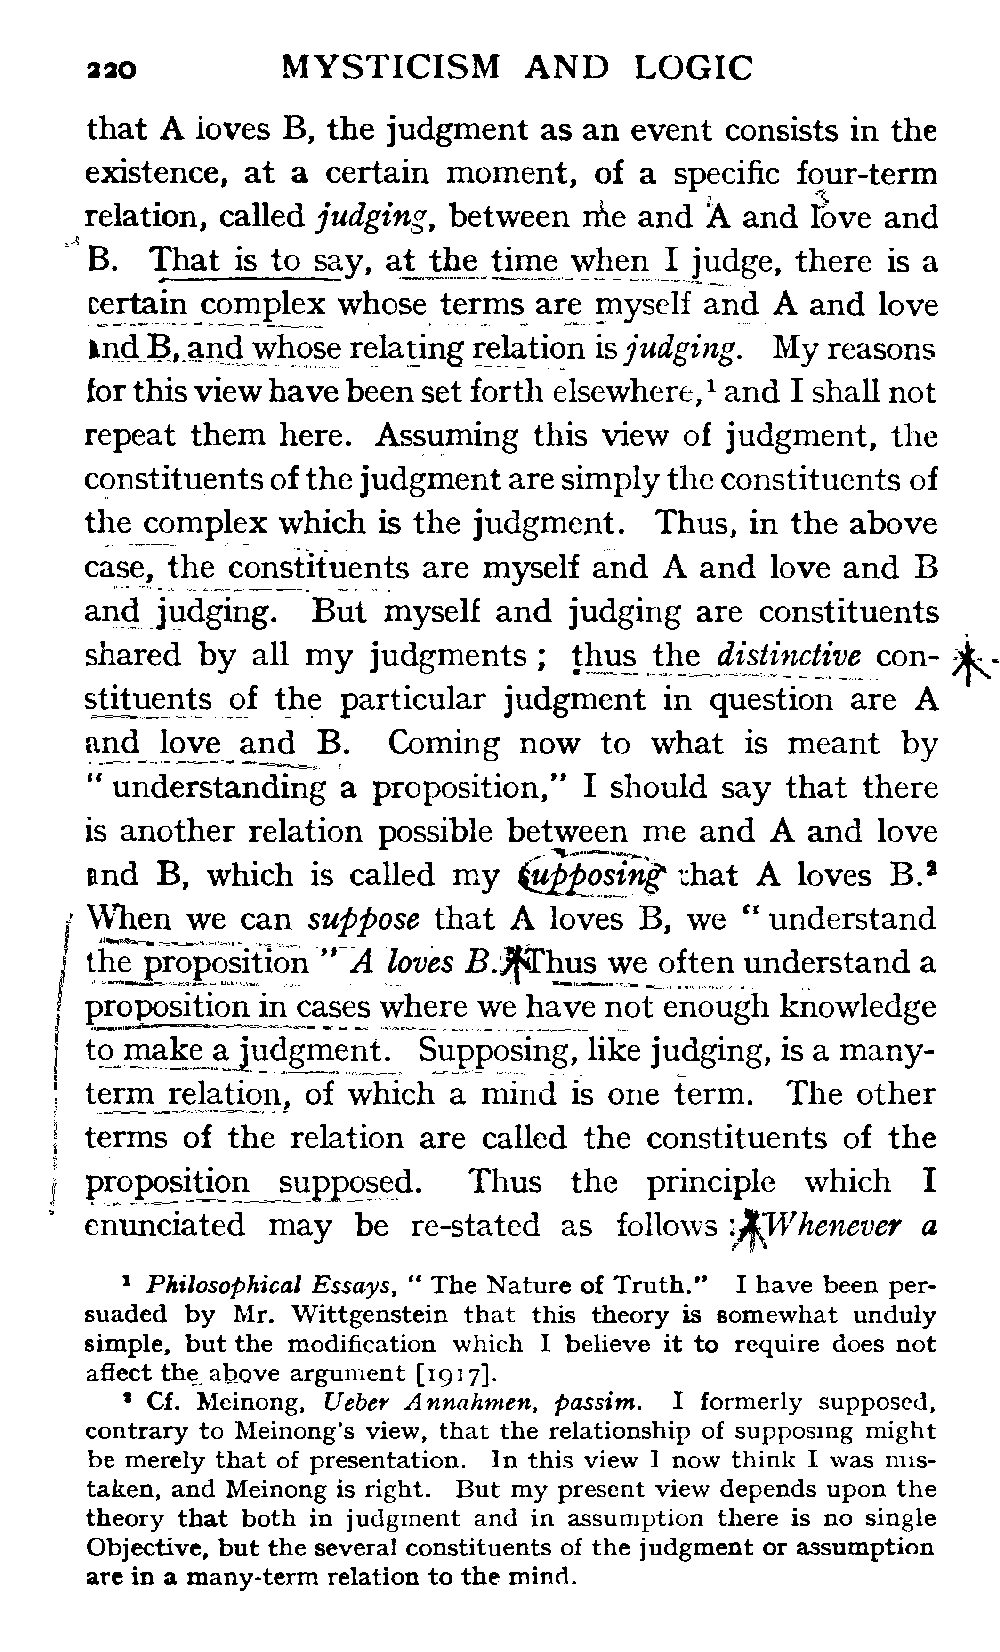 220 MYSTICISM AND LOGIC
that A loves B, the judgment as an event consists in the
existence, at a certain moment, of a specific four-term
relation, called judging, between me and A and love and
B. That is to say, at the time when I judge, there is a
certain complex whose terms are myself and A and love
and B, and whose relating relation is judging. My reasons
for this view have been set forth elsewhere,¹ and I shall not
repeat them here. Assuming this view of judgment, the
constituents of the judgment are simply the constituents of
the complex which is the judgment. Thus, in the above
case, the constituents are myself and A and love and B
and judging. But myself and judging are constituents
shared by all my judgments ; thus the distinctive con-
stituents of the particular judgment in question are A
and love and B. Coming now to what is meant by
“ understanding a proposition,” I should say that there
is another relation possible between me and A and love
and B, which is called my supposing that A loves B.²
When we can suppose that A loves B, we “ understand
the proposition ” A loves B. Thus we often understand a
proposition in cases where we have not enough knowledge
to make a judgment. Supposing, like judging, is a many-
term relation, of which a mind is one term. The other
terms of the relation are called the constituents of the
proposition supposed. Thus the principle which I
enunciated may be re-stated as follows : Whenever a
¹ Philosophical Essays, “ The Nature of Truth.” I have been per-
suaded by Mr. Wittgenstein that this theory is somewhat unduly
simple, but the modification which I believe it to require does not
affect the above argument [1917].
² Cf. Meinong, Ueber Annahmen, passim. I formerly supposed,
contrary to Meinong's view, that the relationship of supposing might
be merely that of presentation. In this view I now think I was mis-
taken, and Meinong is right. But my present view depends upon the
theory that both in judgment and in assumption there is no single
Objective, but the several constituents of the judgment or assumption
are in a many-term relation to the mind.